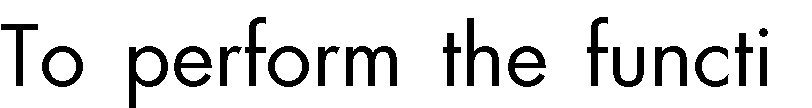 To perform the functi